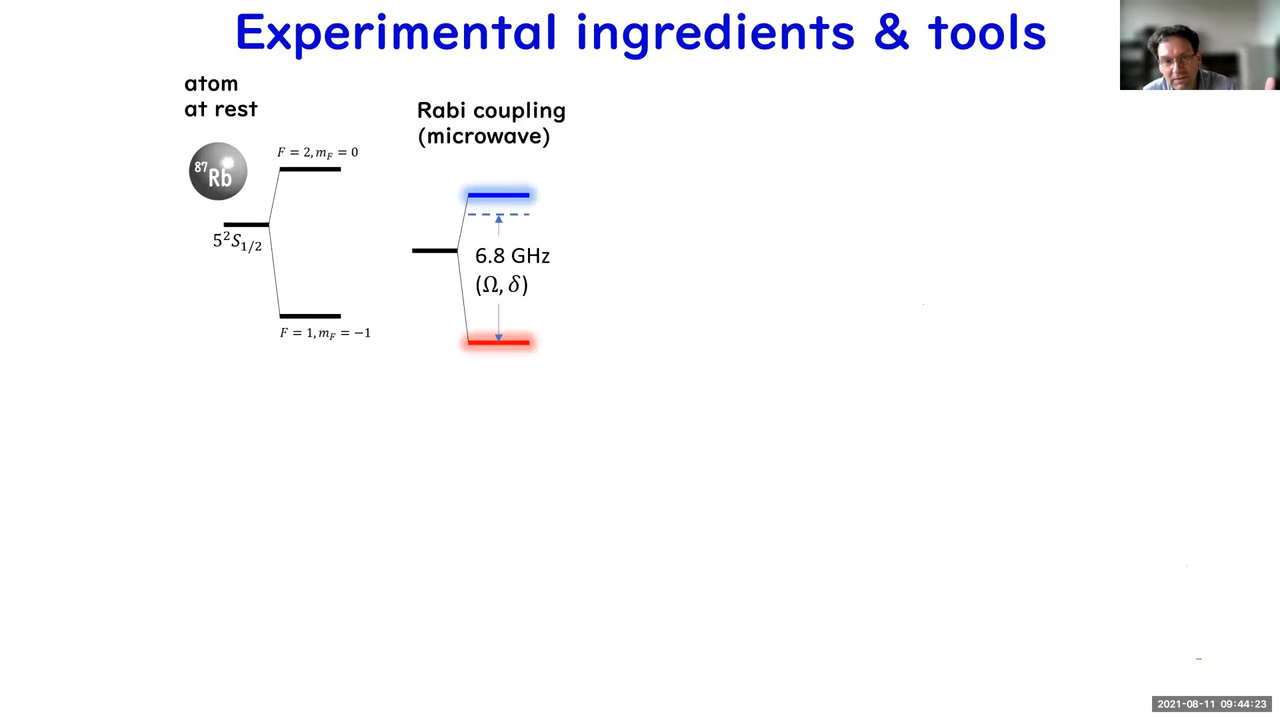 Experimental ingredients & tools
atom
at rest
Rabi coupling
(microwave)
F = 2, m_F = 0
87Rb
5²S₁/₂
6.8 GHz
(Ω, δ)
F = 1, m_F = −1
2021-08-11 09:44:23